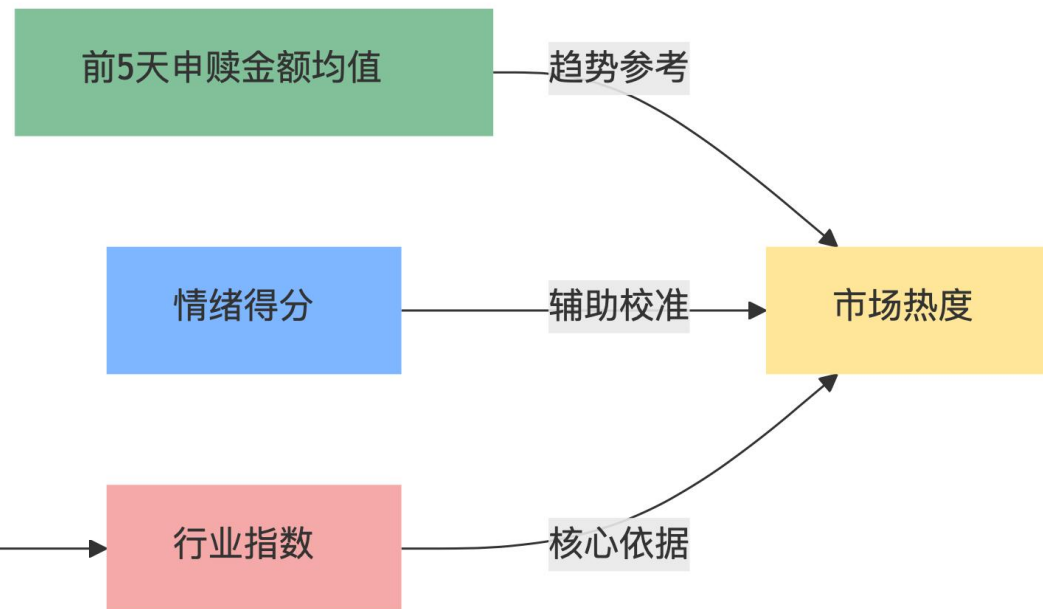 前5天申赎金额均值
趋势参考
情绪得分
辅助校准
市场热度
行业指数
核心依据